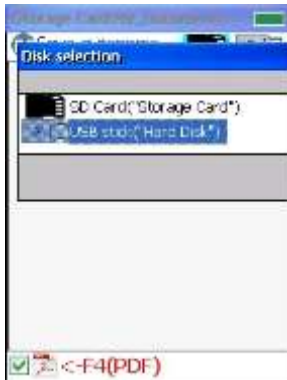 Disk selection:
SD Card("Storage Card")
USB stick("Hard Disk")
<-F4(PDF)